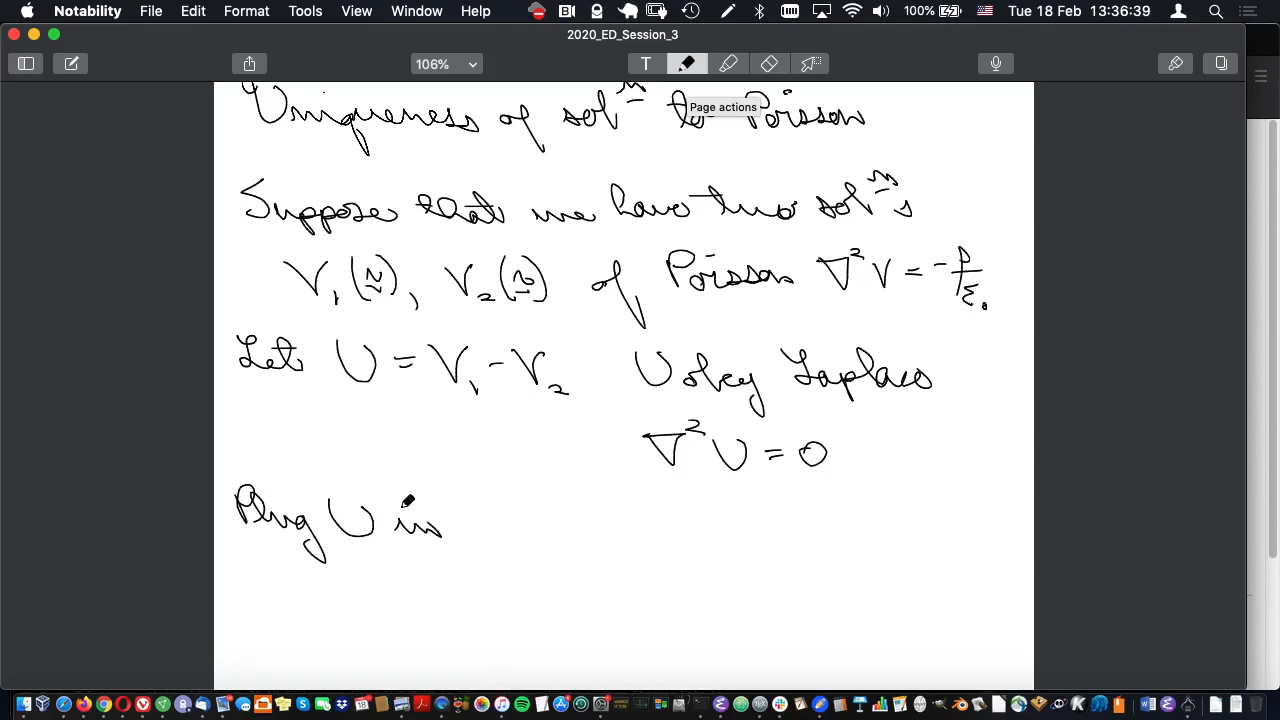 Notability File Edit Format Tools View Window Help 100% Tue 18 Feb 13:36:39
2020_ED_Session_3
106% T
Page actions
Uniqueness of solⁿ to Poisson
Suppose that we have two solⁿs
V₁(r), V₂(r) of Poisson ∇²V = -ρ/ε₀
Let U = V₁ - V₂ U obey Laplace
∇²U = 0
Plug U in